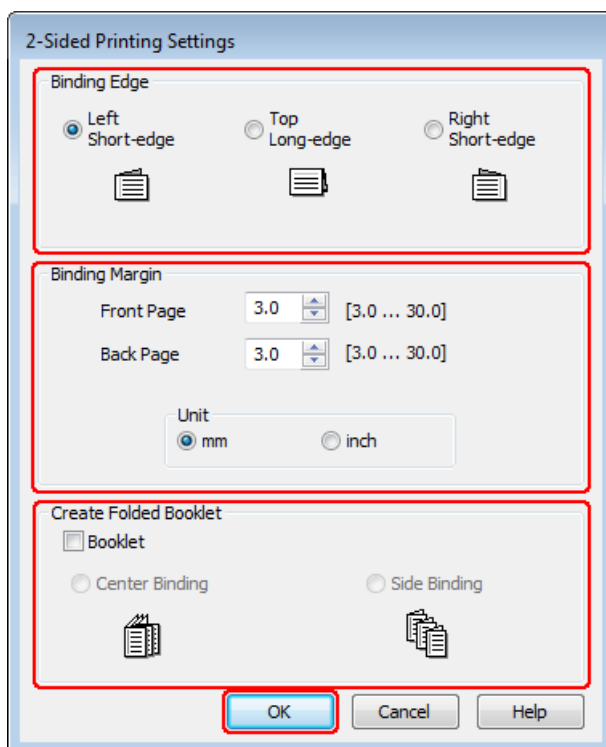 2-Sided Printing Settings
Binding Edge
Left Short-edge
Top Long-edge
Right Short-edge
Binding Margin
Front Page 3.0 [3.0 ... 30.0]
Back Page 3.0 [3.0 ... 30.0]
Unit
mm inch
Create Folded Booklet
Booklet
Center Binding Side Binding
OK Cancel Help